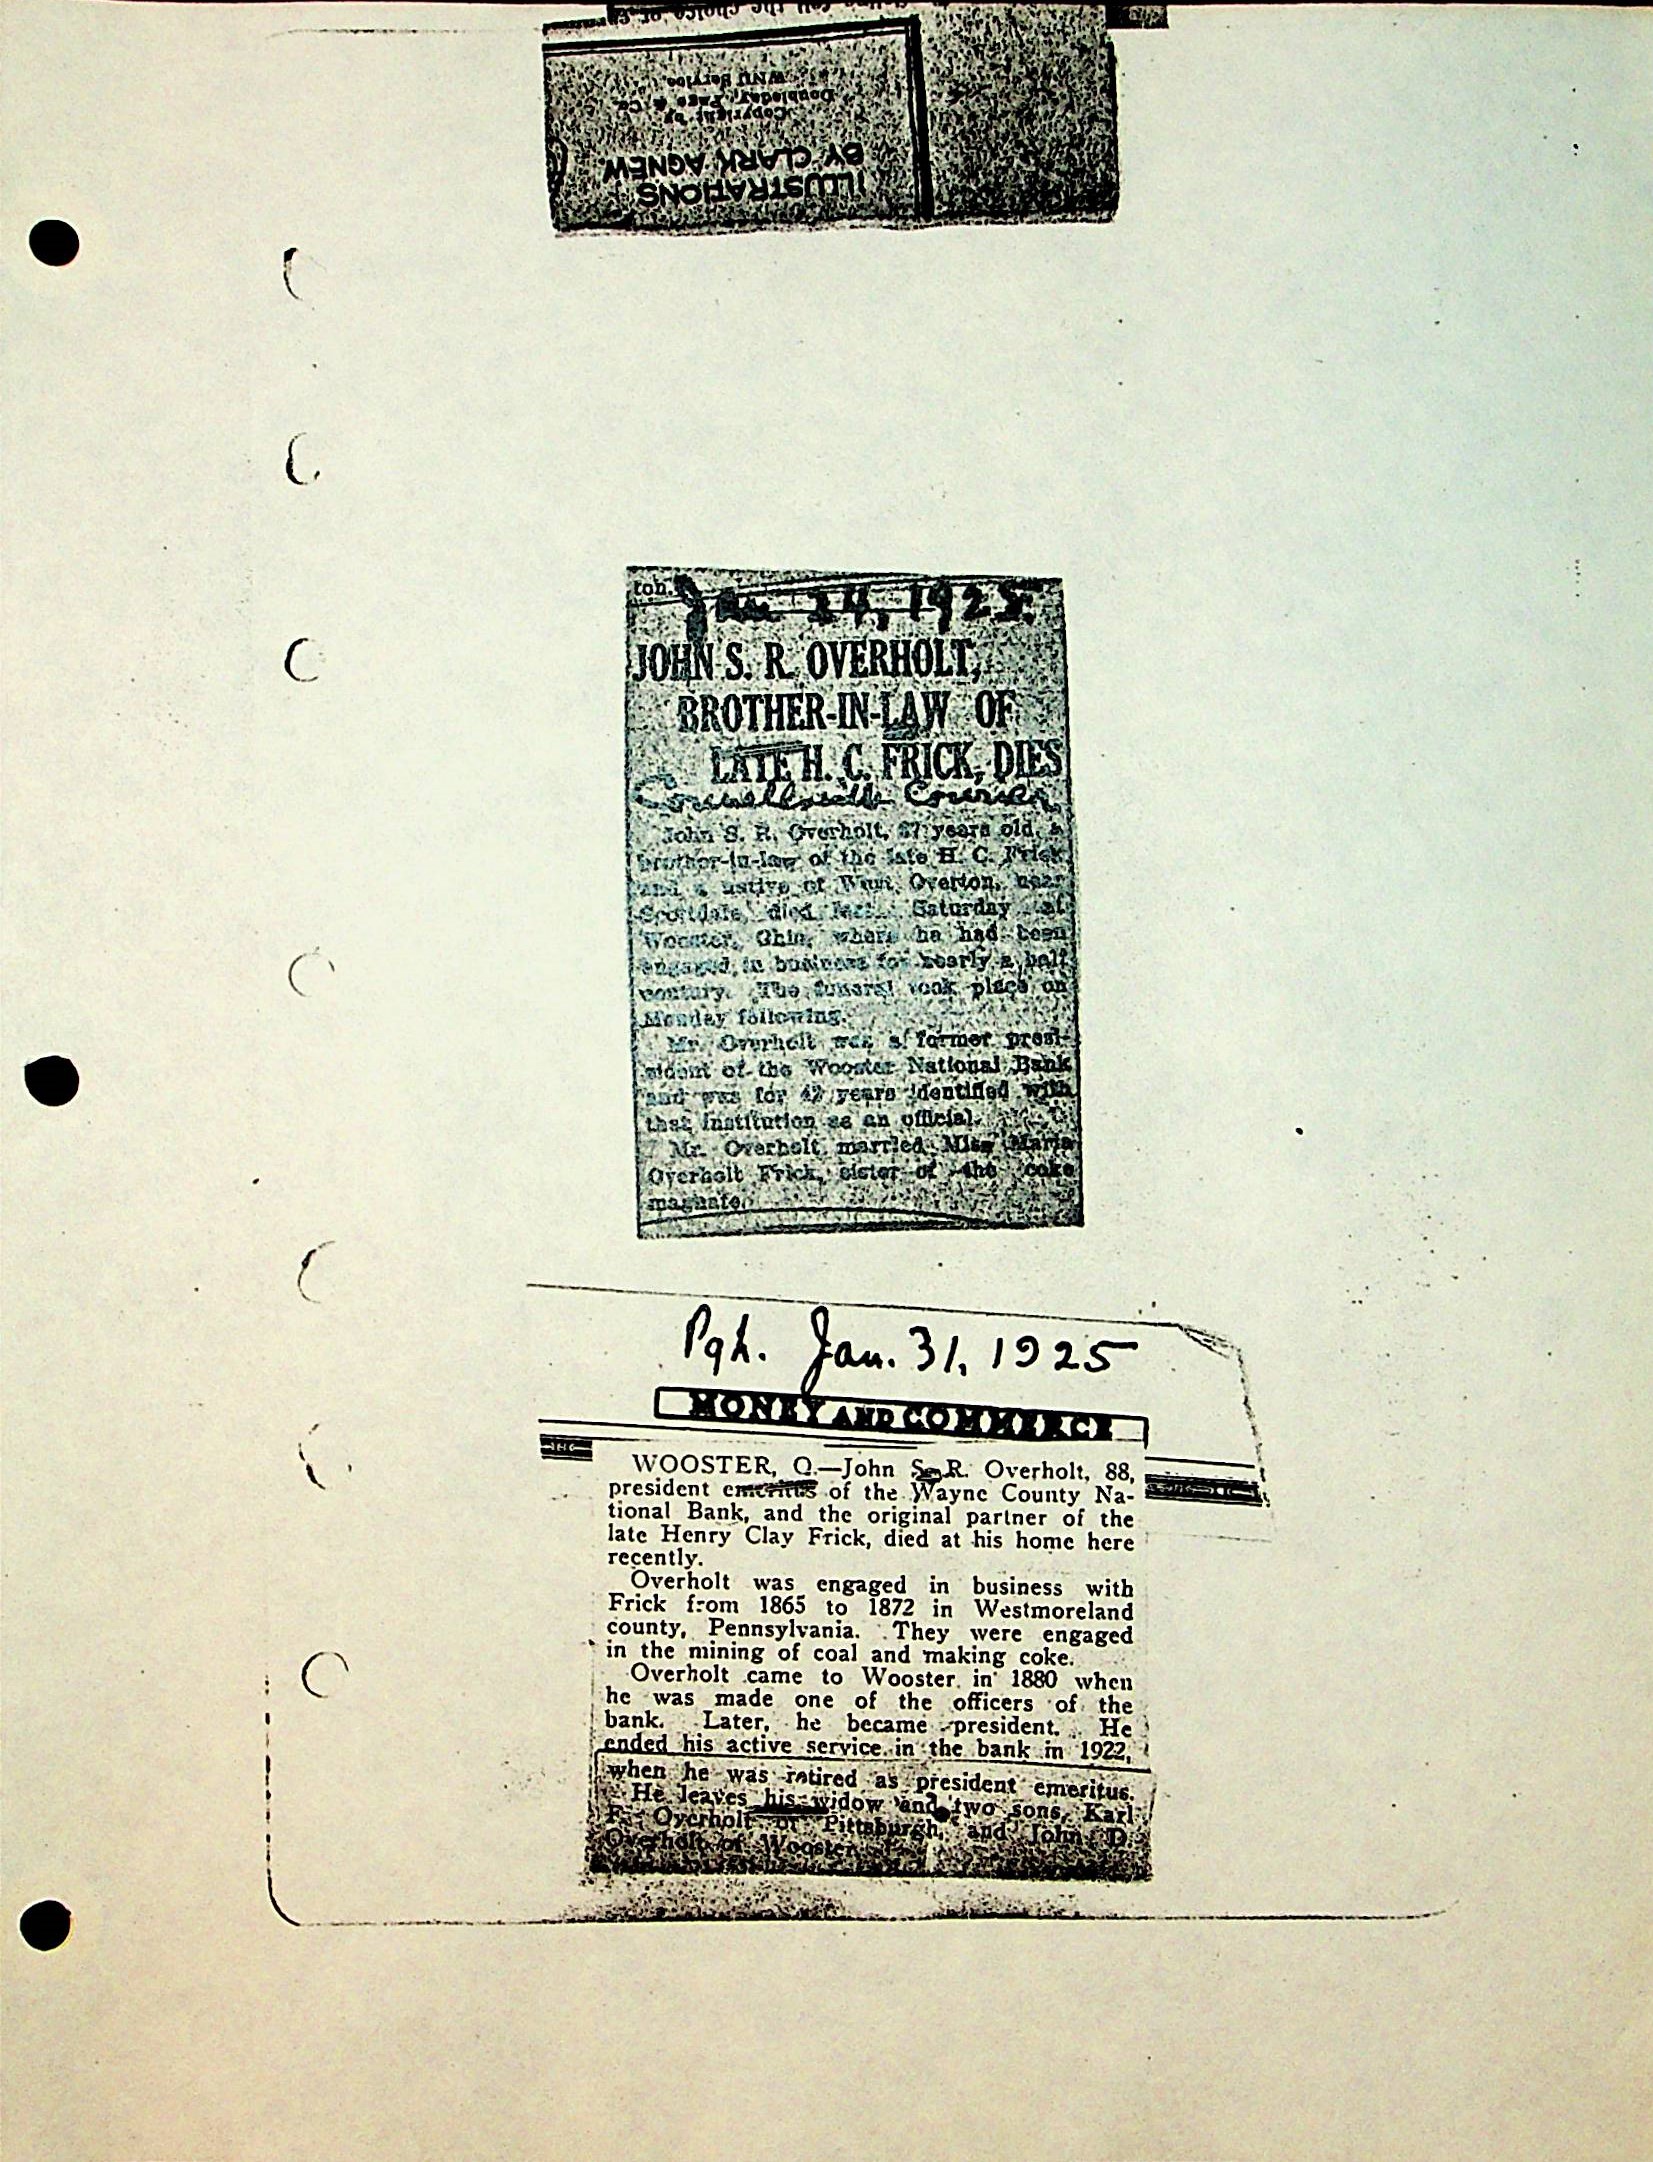 ILLUSTRATIONS
BY CLARK AGNEW
Copyright by
Doubleday, Page & Co.
WNU Service
ton.
Jan 24, 1925
JOHN S. R. OVERHOLT,
BROTHER-IN-LAW OF
LATE H. C. FRICK, DIES
Connellsville Courier
John S. R. Overholt, 87 years old, a
brother-in-law of the late H. C. Frick
and a native of West Overton, near
Scottdale, died last Saturday at
Wooster, Ohio, where he had been
engaged in business for nearly a half
century. The funeral took place on
Monday following.
Mr. Overholt was a former presi-
dent of the Wooster National Bank
and was for 42 years identified with
that institution as an official.
Mr. Overholt married Miss Maria
Overholt Frick, sister of the coke
magnate.
Pgh. Jan. 31, 1925
MONEY AND COMMERCE
WOOSTER, O.—John S. R. Overholt, 88,
president emeritus of the Wayne County Na-
tional Bank, and the original partner of the
late Henry Clay Frick, died at his home here
recently.
Overholt was engaged in business with
Frick from 1865 to 1872 in Westmoreland
county, Pennsylvania. They were engaged
in the mining of coal and making coke.
Overholt came to Wooster in 1880 when
he was made one of the officers of the
bank. Later, he became president. He
ended his active service in the bank in 1922,
when he was retired as president emeritus.
He leaves his widow and two sons, Karl
F. Overholt of Pittsburgh, and John D.
Overholt of Wooster.